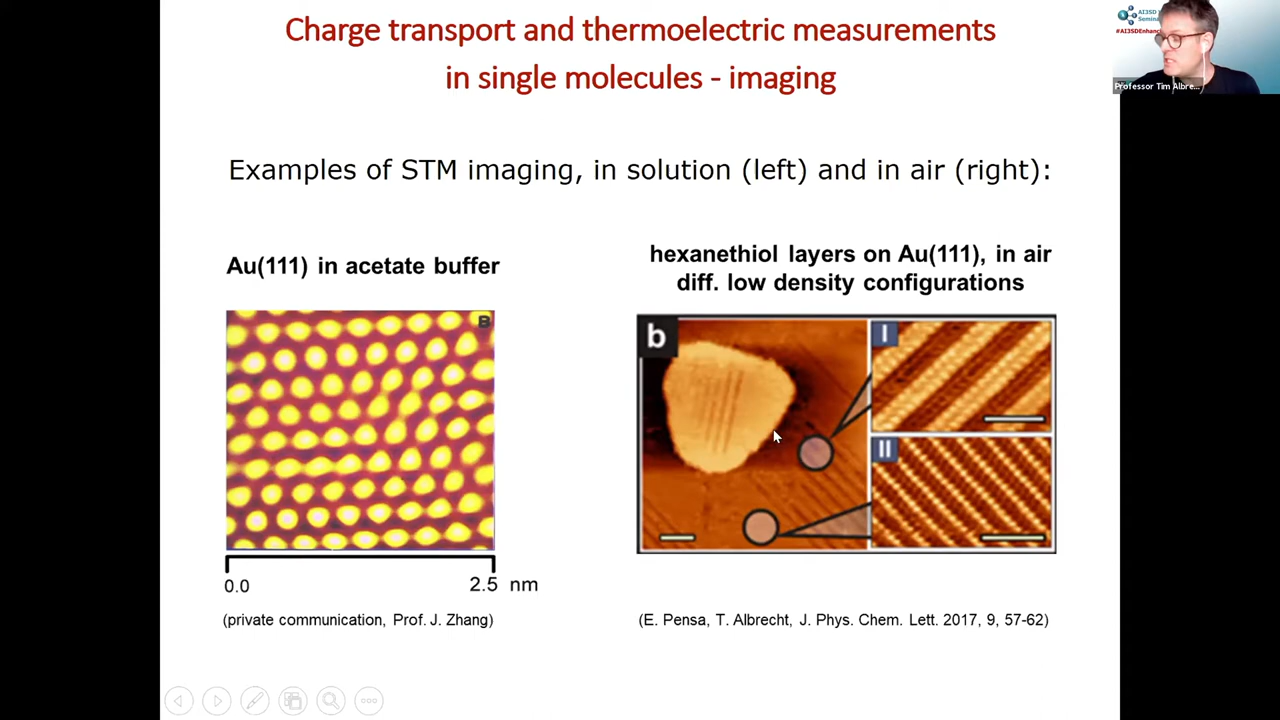 Charge transport and thermoelectric measurements
in single molecules - imaging
AI3SD
Semina
#AI3SDEnhanc
Professor Tim Albre...
Examples of STM imaging, in solution (left) and in air (right):
Au(111) in acetate buffer
hexanethiol layers on Au(111), in air
diff. low density configurations
B
b
I
II
0.0
2.5 nm
(private communication, Prof. J. Zhang)
(E. Pensa, T. Albrecht, J. Phys. Chem. Lett. 2017, 9, 57-62)